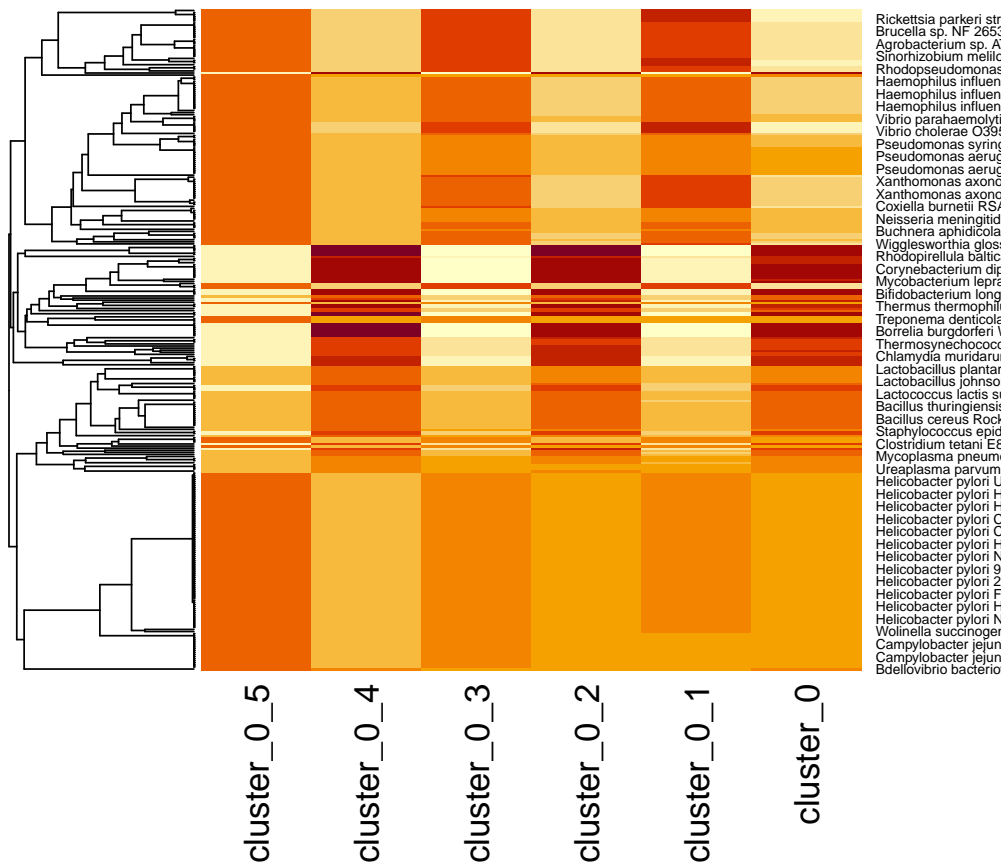 Rickettsia parkeri str
Brucella sp. NF 2653
Agrobacterium sp. AT
Sinorhizobium melilo
Rhodopseudomonas
Haemophilus influen
Haemophilus influen
Haemophilus influen
Vibrio parahaemolyti
Vibrio cholerae O395
Pseudomonas syring
Pseudomonas aerug
Pseudomonas aerug
Xanthomonas axono
Xanthomonas axono
Coxiella burnetii RSA
Neisseria meningitid
Buchnera aphidicola
Wigglesworthia gloss
Rhodopirellula baltic
Corynebacterium dip
Mycobacterium lepra
Bifidobacterium long
Thermus thermophilu
Treponema denticola
Borrelia burgdorferi
Thermosynechococc
Chlamydia muridarum
Lactobacillus plantar
Lactobacillus johnso
Lactococcus lactis su
Bacillus thuringiensis
Bacillus cereus Rock
Staphylococcus epid
Clostridium tetani E8
Mycoplasma pneumo
Ureaplasma parvum
Helicobacter pylori U
Helicobacter pylori H
Helicobacter pylori H
Helicobacter pylori C
Helicobacter pylori C
Helicobacter pylori H
Helicobacter pylori N
Helicobacter pylori 9
Helicobacter pylori 2
Helicobacter pylori F
Helicobacter pylori H
Helicobacter pylori N
Wolinella succinogen
Campylobacter jejun
Campylobacter jejun
Bdellovibrio bacteriov
cluster_0_5
cluster_0_4
cluster_0_3
cluster_0_2
cluster_0_1
cluster_0